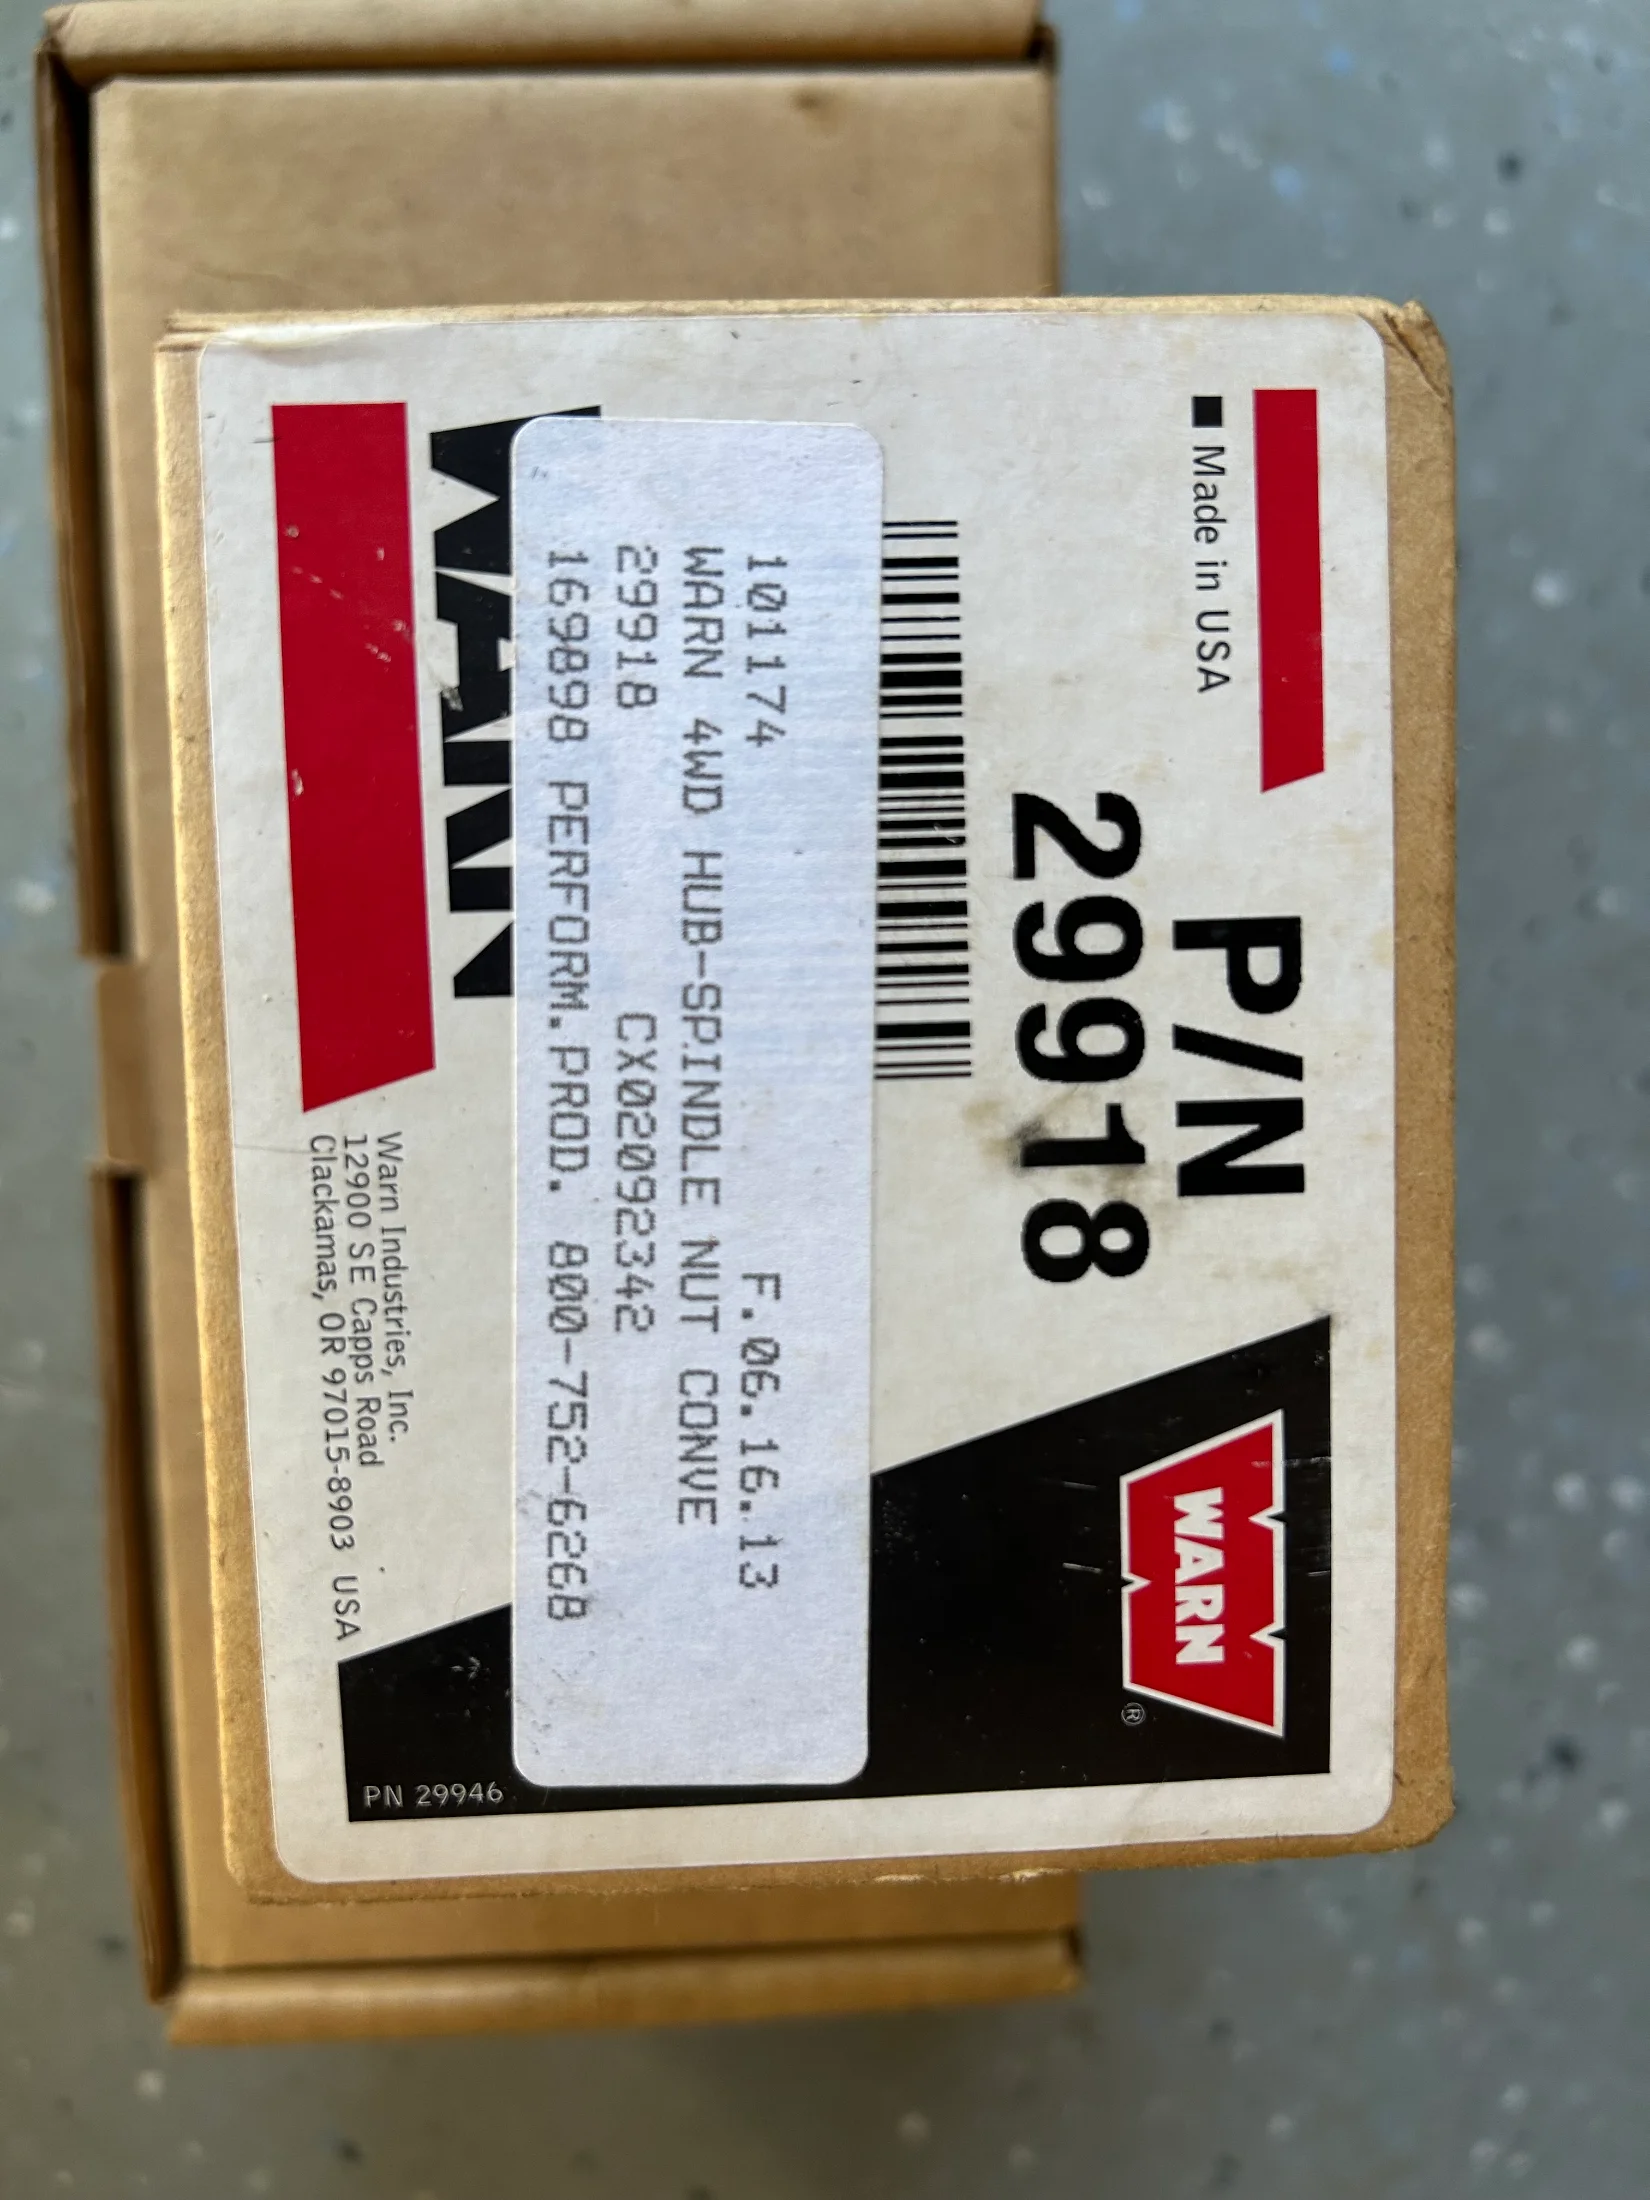 Made in USA
P/N
29918
WARN
®
101174 F.06.16.13
WARN 4WD HUB-SPINDLE NUT CONVE
29918 CX02092342
169898 PERFORM.PROD. 800-752-6268
WARN
Warn Industries, Inc.
12900 SE Capps Road
Clackamas, OR 97015-8903 USA
PN 29946